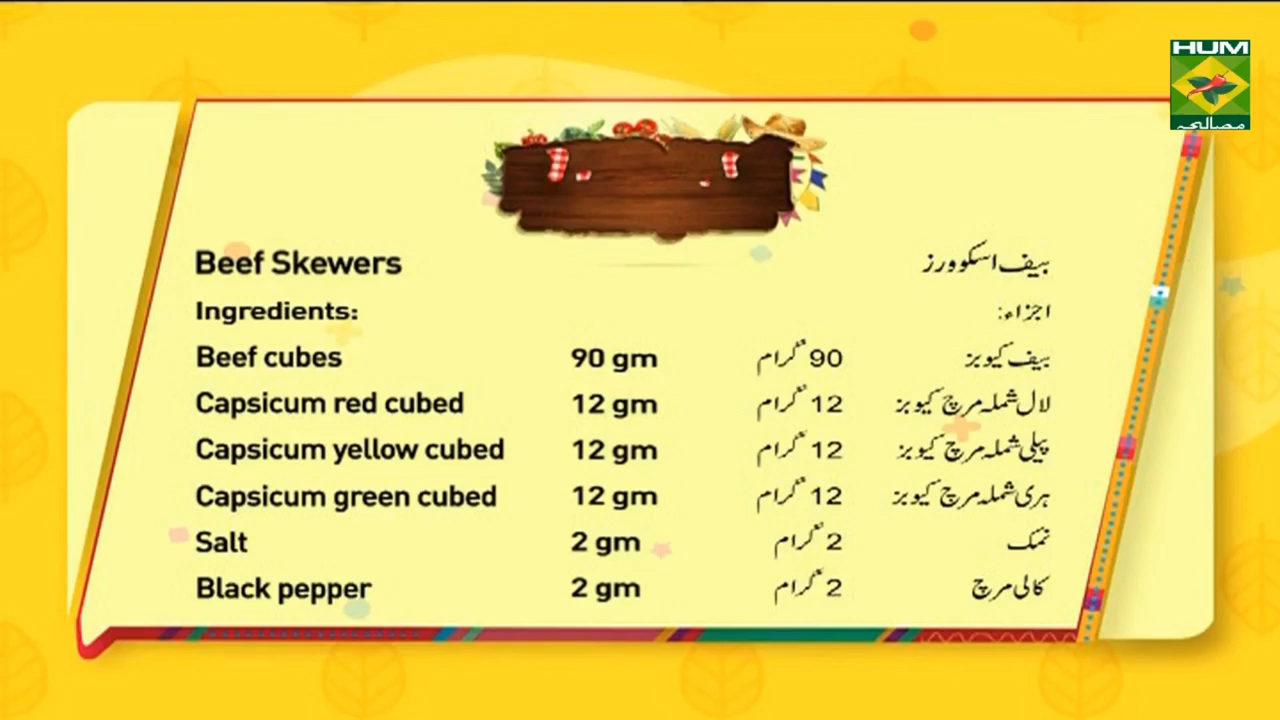 HUM
مصالحہ
Beef Skewers بیف اسکوورز
Ingredients: اجزاء:
Beef cubes 90 gm 90 گرام بیف کیوبز
Capsicum red cubed 12 gm 12 گرام لال شملہ مرچ کیوبز
Capsicum yellow cubed 12 gm 12 گرام پیلی شملہ مرچ کیوبز
Capsicum green cubed 12 gm 12 گرام ہری شملہ مرچ کیوبز
Salt 2 gm 2 گرام نمک
Black pepper 2 gm 2 گرام کالی مرچ